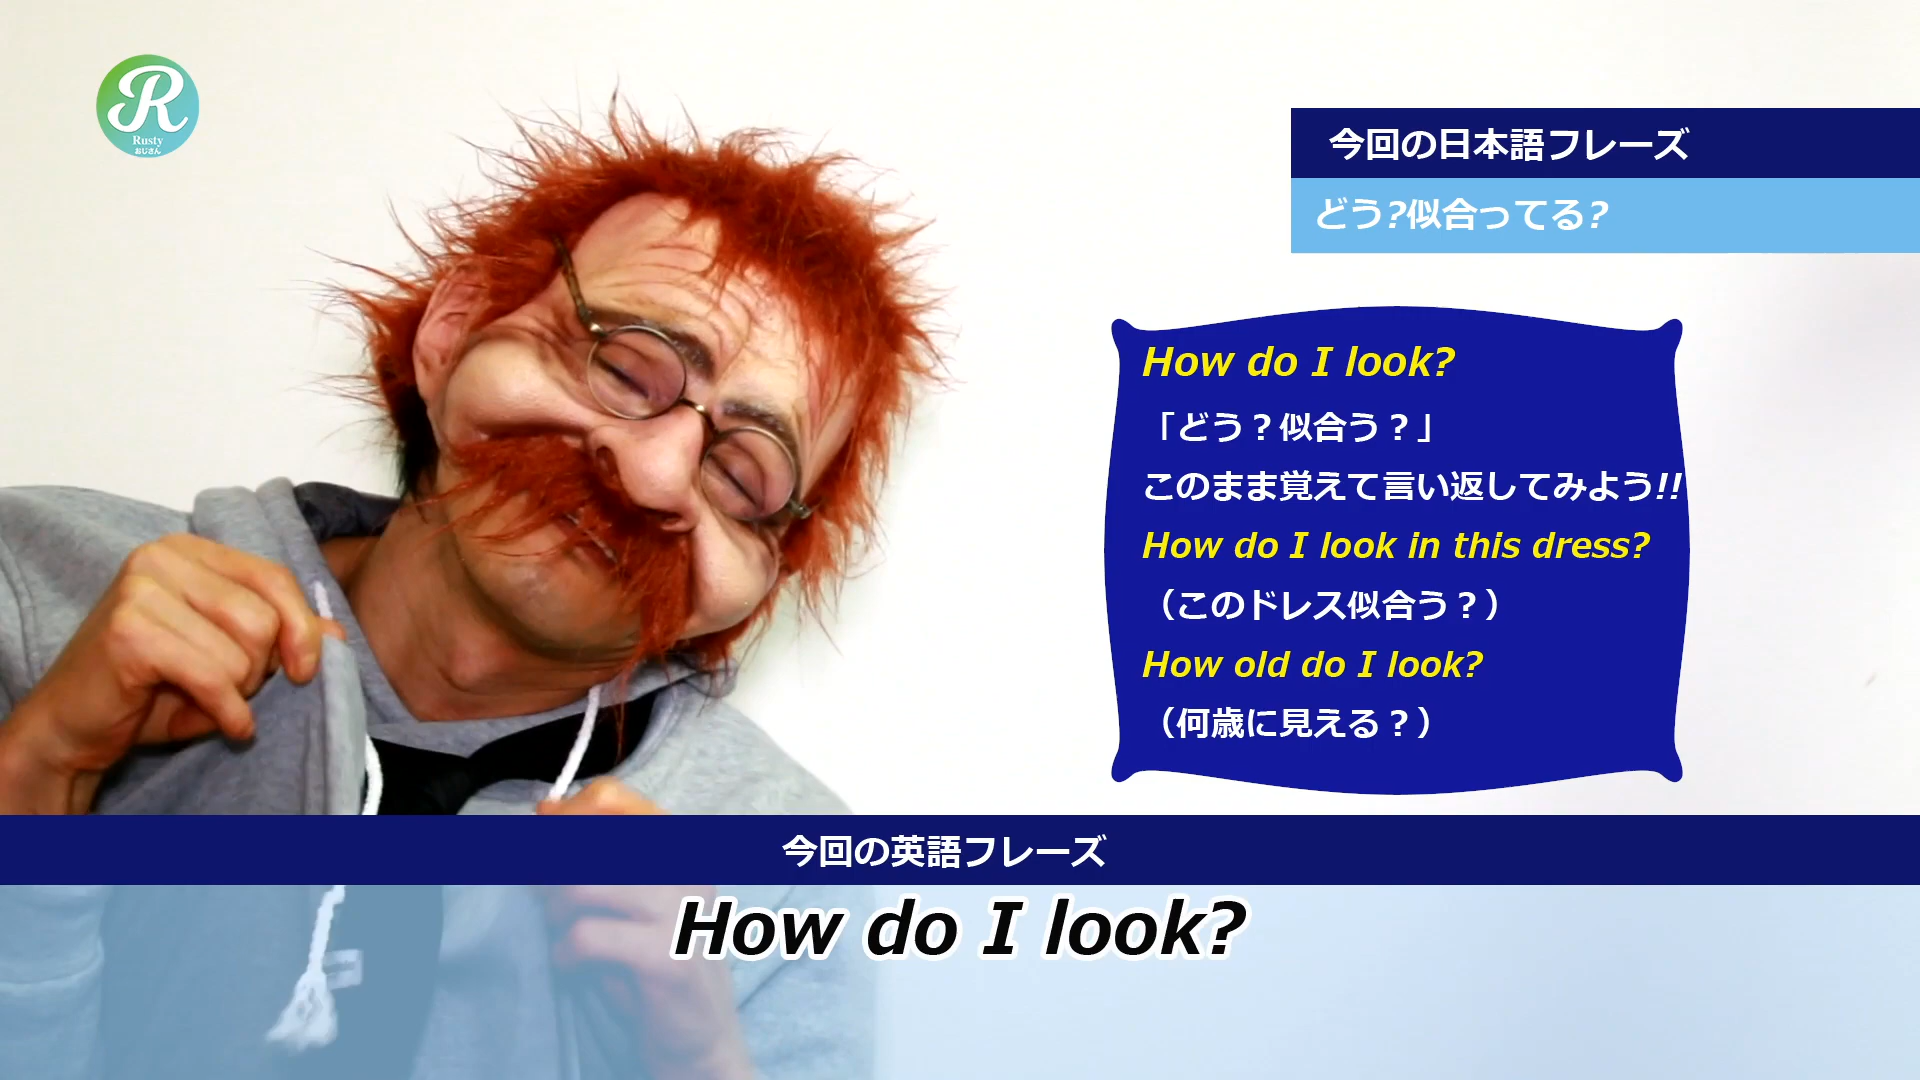 R
Rusty
おじさん
今回の日本語フレーズ
どう?似合ってる?
How do I look?
「どう？似合う？」
このまま覚えて言い返してみよう!!
How do I look in this dress?
（このドレス似合う？）
How old do I look?
（何歳に見える？）
今回の英語フレーズ
How do I look?